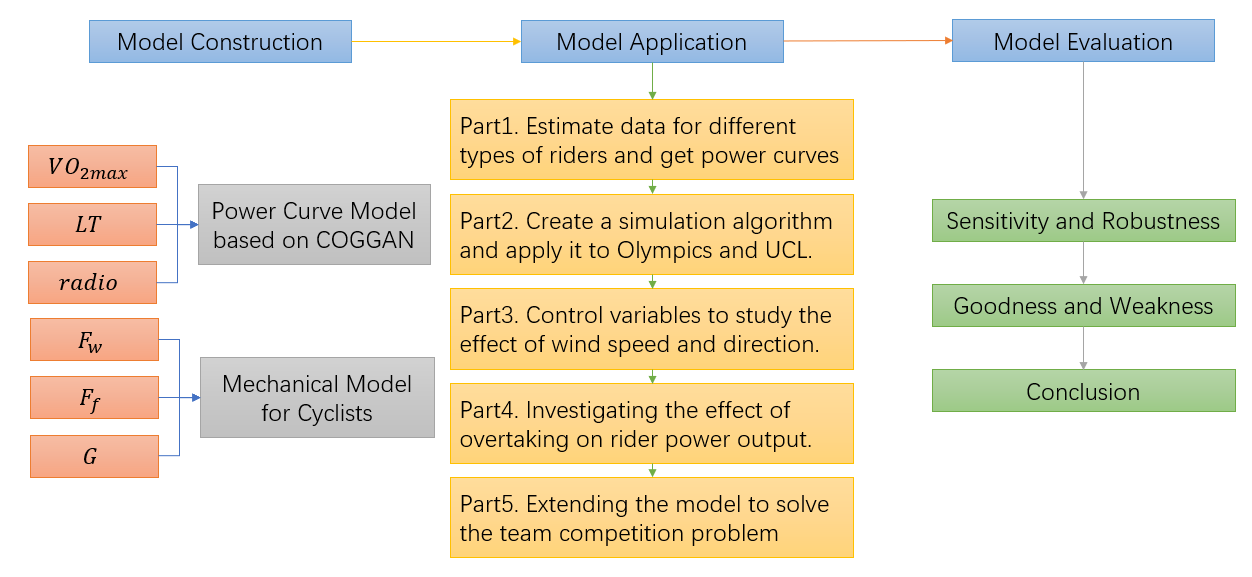 Model Construction
Model Application
Model Evaluation
VO₂ₘₐₓ
LT
radio
Power Curve Model
based on COGGAN
F_w
F_f
G
Mechanical Model
for Cyclists
Part1. Estimate data for different
types of riders and get power curves
Part2. Create a simulation algorithm
and apply it to Olympics and UCL.
Part3. Control variables to study the
effect of wind speed and direction.
Part4. Investigating the effect of
overtaking on rider power output.
Part5. Extending the model to solve
the team competition problem
Sensitivity and Robustness
Goodness and Weakness
Conclusion